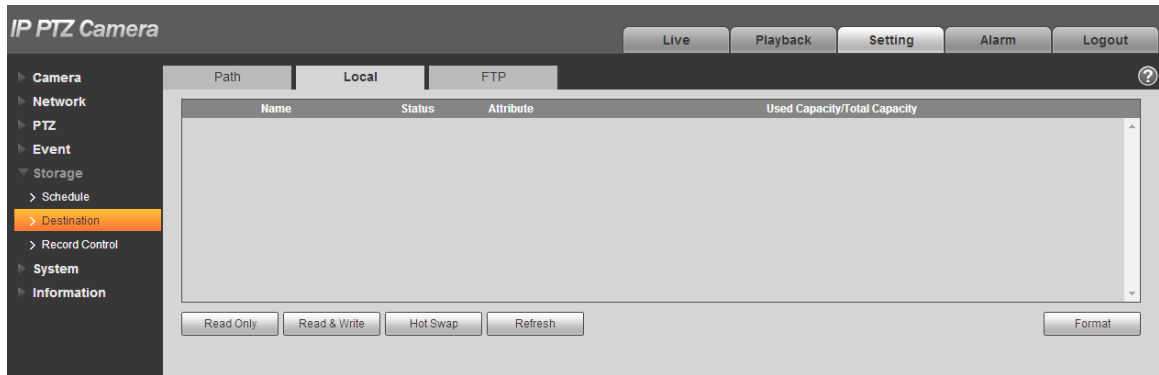 IP PTZ Camera
Live Playback Setting Alarm Logout
Camera
Network
PTZ
Event
Storage
Schedule
Destination
Record Control
System
Information
Path Local FTP
?
Name Status Attribute Used Capacity/Total Capacity
Read Only Read & Write Hot Swap Refresh Format